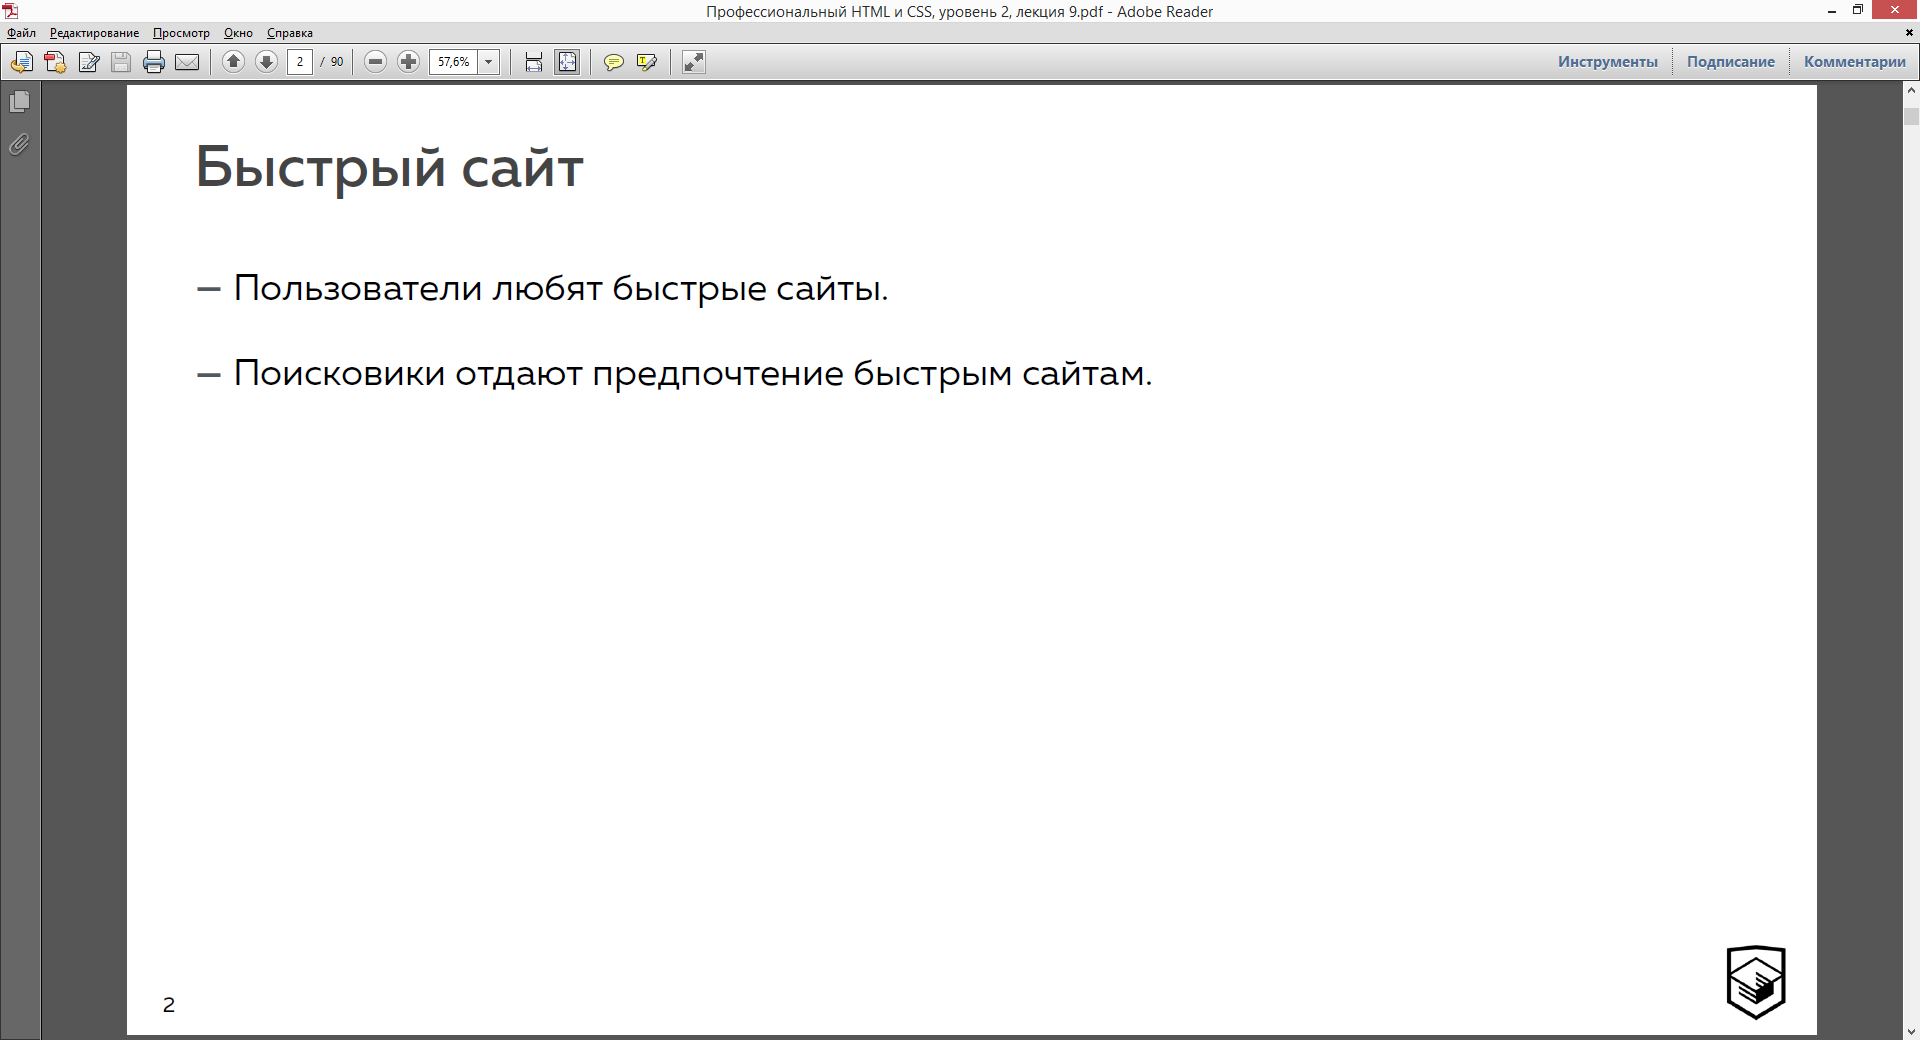 Профессиональный HTML и CSS, уровень 2, лекция 9.pdf - Adobe Reader
Файл Редактирование Просмотр Окно Справка
2 / 90 57,6% Инструменты Подписание Комментарии
Быстрый сайт
— Пользователи любят быстрые сайты.
— Поисковики отдают предпочтение быстрым сайтам.
2